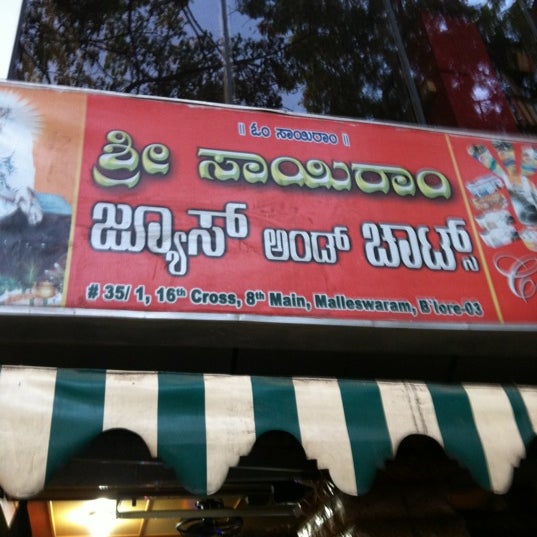 ॥ ಓಂ ಸಾಯಿರಾಂ ॥
ಶ್ರೀ ಸಾಯಿರಾಂ
ಜ್ಯೂಸ್ ಅಂಡ್ ಚಾಟ್ಸ್
# 35/ 1, 16th Cross, 8th Main, Malleswaram, B'lore-03